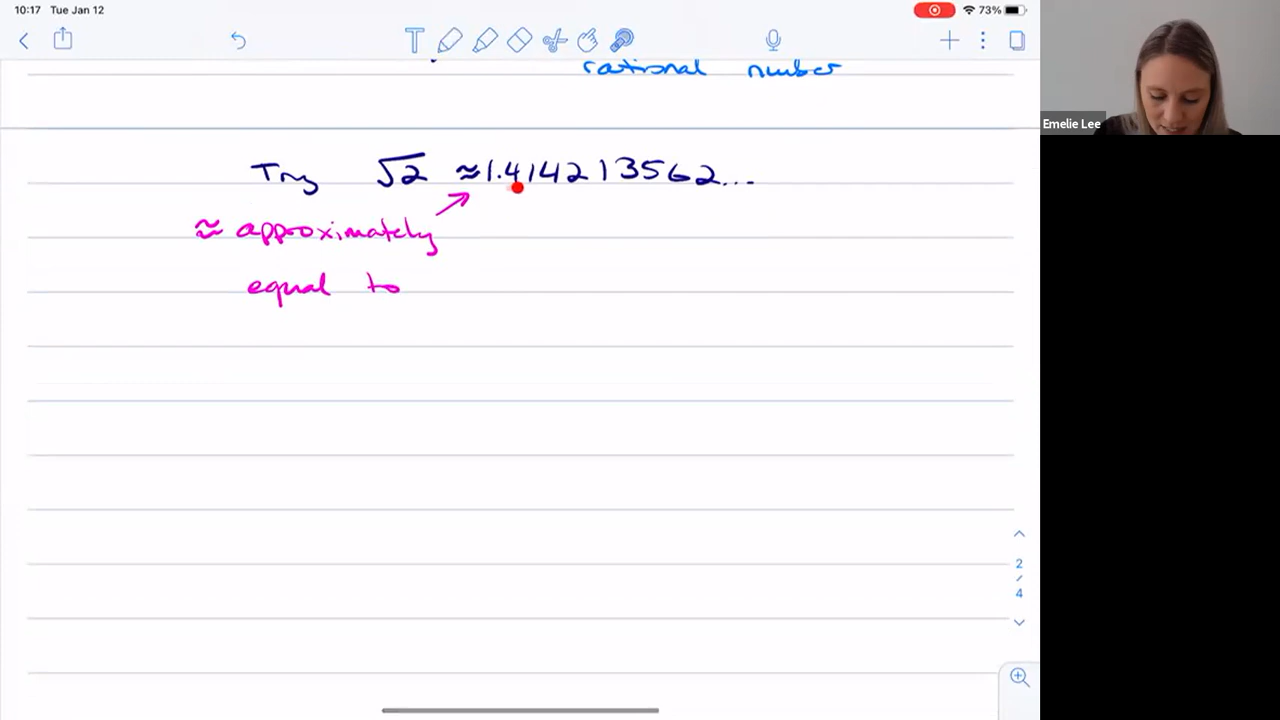 10:17 Tue Jan 12
73%
T
rational number
Emelie Lee
Try √2 ≈ 1.414213562...
≈ approximately
equal to
2
/
4